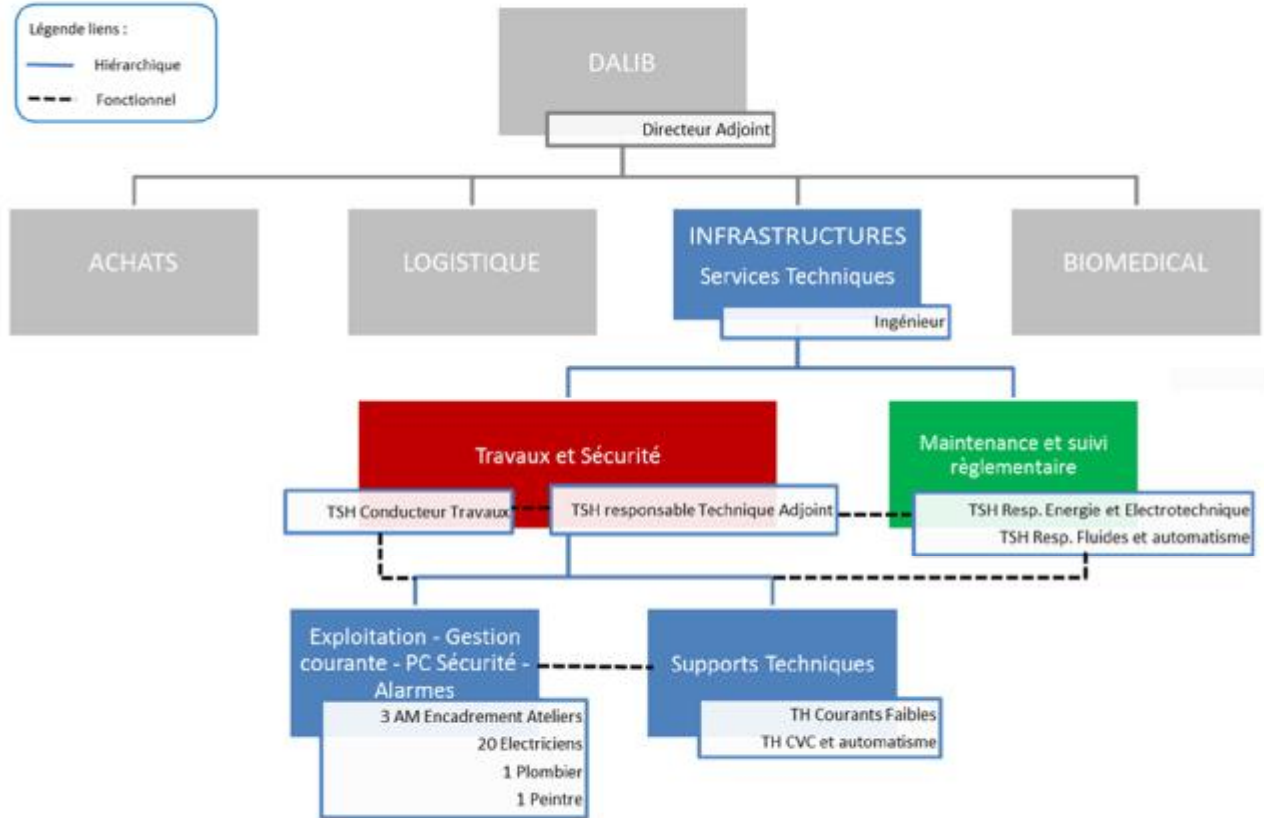 Légende liens :
Hiérarchique
Fonctionnel
DALIB
Directeur Adjoint
ACHATS
LOGISTIQUE
INFRASTRUCTURES
Services Techniques
Ingénieur
BIOMEDICAL
Travaux et Sécurité
TSH Conducteur Travaux
TSH responsable Technique Adjoint
Maintenance et suivi
règlementaire
TSH Resp. Energie et Electrotechnique
TSH Resp. Fluides et automatisme
Exploitation - Gestion
courante - PC Sécurité -
Alarmes
3 AM Encadrement Ateliers
20 Electriciens
1 Plombier
1 Peintre
Supports Techniques
TH Courants Faibles
TH CVC et automatisme